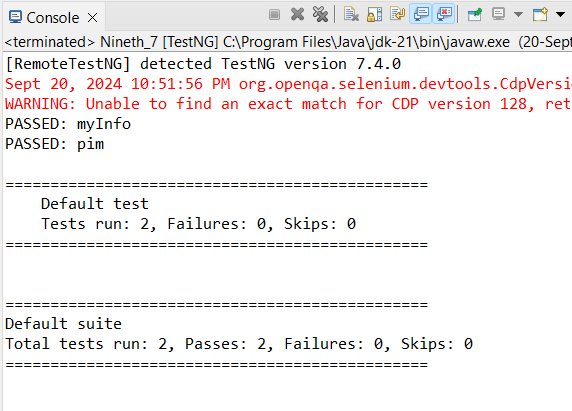 Console
<terminated> Nineth_7 [TestNG] C:\Program Files\Java\jdk-21\bin\javaw.exe (20-Sept
[RemoteTestNG] detected TestNG version 7.4.0
Sept 20, 2024 10:51:56 PM org.openqa.selenium.devtools.CdpVersi
WARNING: Unable to find an exact match for CDP version 128, ret
PASSED: myInfo
PASSED: pim
===============================================
Default test
Tests run: 2, Failures: 0, Skips: 0
===============================================
===============================================
Default suite
Total tests run: 2, Passes: 2, Failures: 0, Skips: 0
===============================================